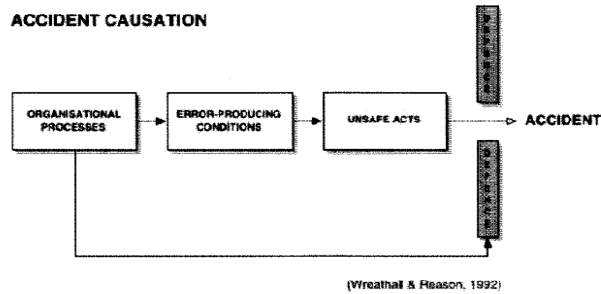 ACCIDENT CAUSATION
ORGANISATIONAL
PROCESSES
ERROR-PRODUCING
CONDITIONS
UNSAFE ACTS
ACCIDENT
(Wreathall & Reason, 1992)